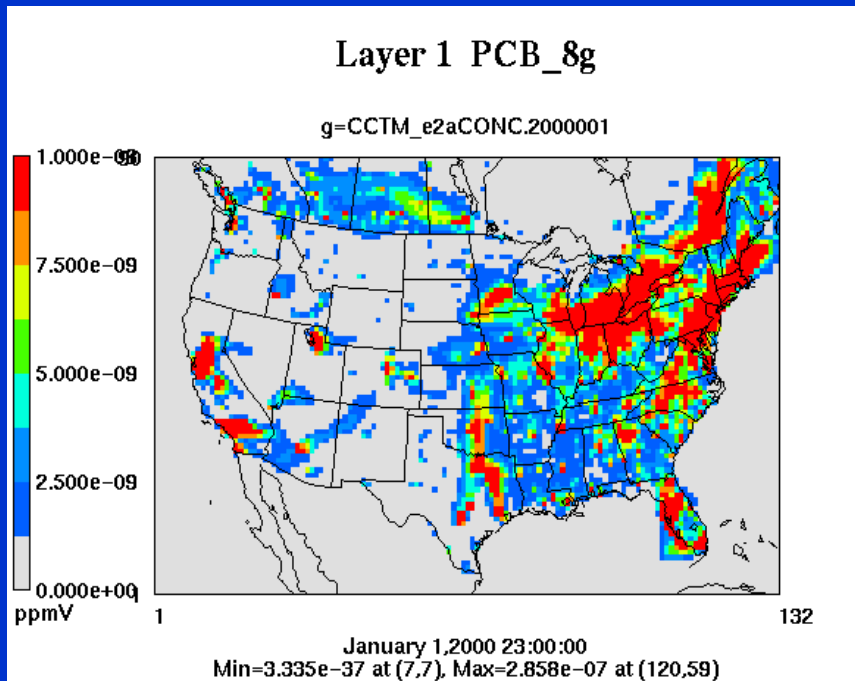 Layer 1 PCB_8g
g=CCTM_e2aCONC.2000001
90
7.500e-09
5.000e-09
2.500e-09
0.000e+00
1
ppmV
1
132
January 1,2000 23:00:00
Min=3.335e-37 at (7,7), Max=2.858e-07 at (120,59)